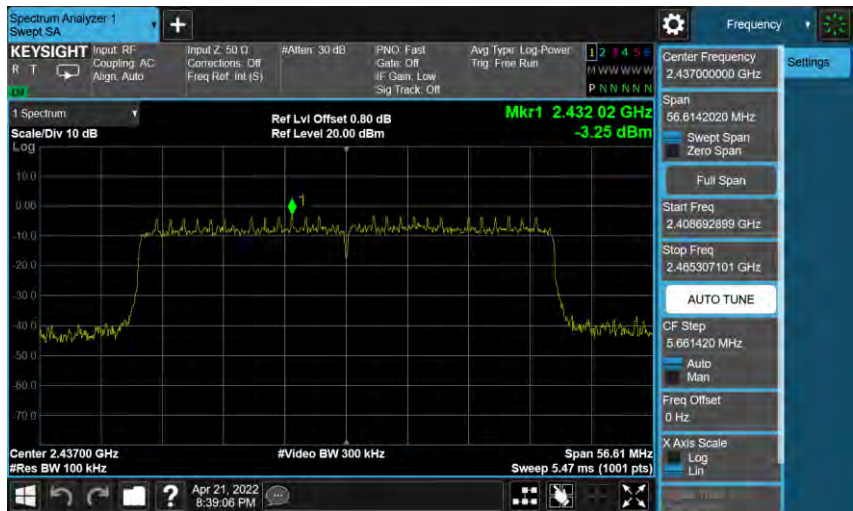 Spectrum Analyzer 1
Swept SA
+
Frequency
KEYSIGHT
R T
LM
Input: RF
Coupling: AC
Align: Auto
Input Z: 50 Ω
Corrections: Off
Freq Ref: Int (S)
#Atten: 30 dB
PNO: Fast
Gate: Off
IF Gain: Low
Sig Track: Off
Avg Type: Log-Power
Trig: Free Run
1 2 3 4 5 6
M W W W W W
P N N N N N
1 Spectrum
Scale/Div 10 dB
Ref Lvl Offset 0.80 dB
Ref Level 20.00 dBm
Mkr1 2.432 02 GHz
-3.25 dBm
Log
10.0
0.00
-10.0
-20.0
-30.0
-40.0
-50.0
-60.0
-70.0
1
Center 2.43700 GHz
#Res BW 100 kHz
#Video BW 300 kHz
Span 56.61 MHz
Sweep 5.47 ms (1001 pts)
Center Frequency
2.437000000 GHz
Settings
Span
56.6142020 MHz
Swept Span
Zero Span
Full Span
Start Freq
2.408692899 GHz
Stop Freq
2.465307101 GHz
AUTO TUNE
CF Step
5.661420 MHz
Auto
Man
Freq Offset
0 Hz
X Axis Scale
Log
Lin
?
Apr 21, 2022
8:39:06 PM